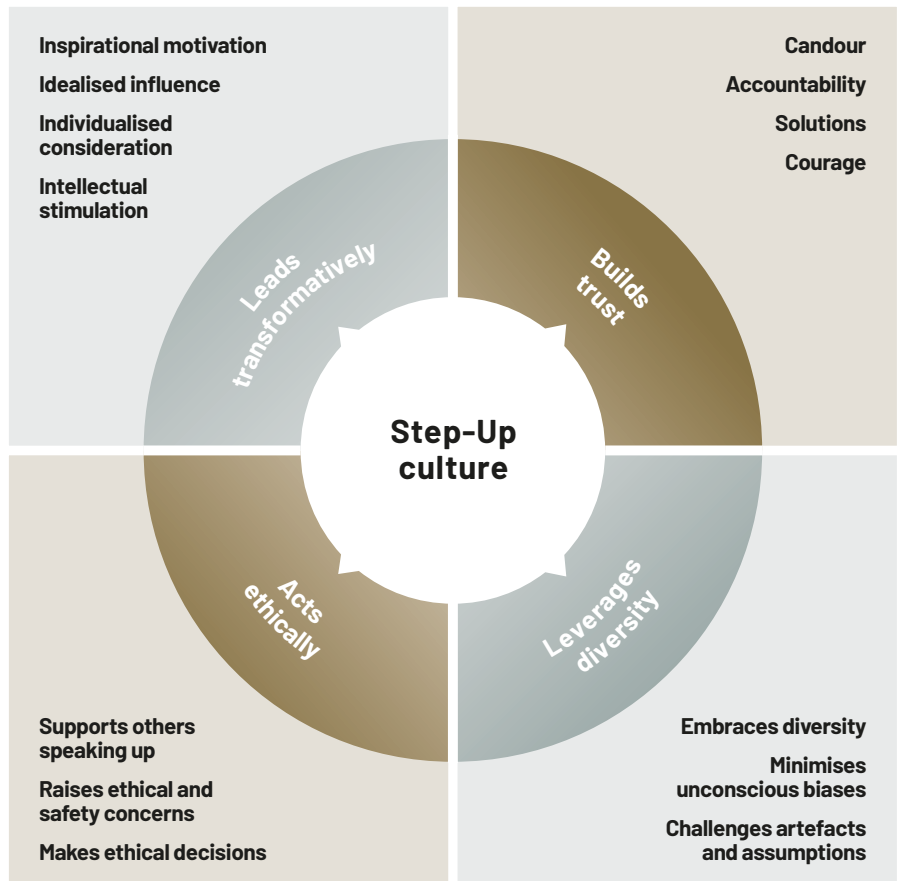 Inspirational motivation
Idealised influence
Individualised
consideration
Intellectual
stimulation
Candour
Accountability
Solutions
Courage
Leads
transformatively
Builds
trust
Step-Up
culture
Acts
ethically
Leverages
diversity
Supports others
speaking up
Raises ethical and
safety concerns
Makes ethical decisions
Embraces diversity
Minimises
unconscious biases
Challenges artefacts
and assumptions